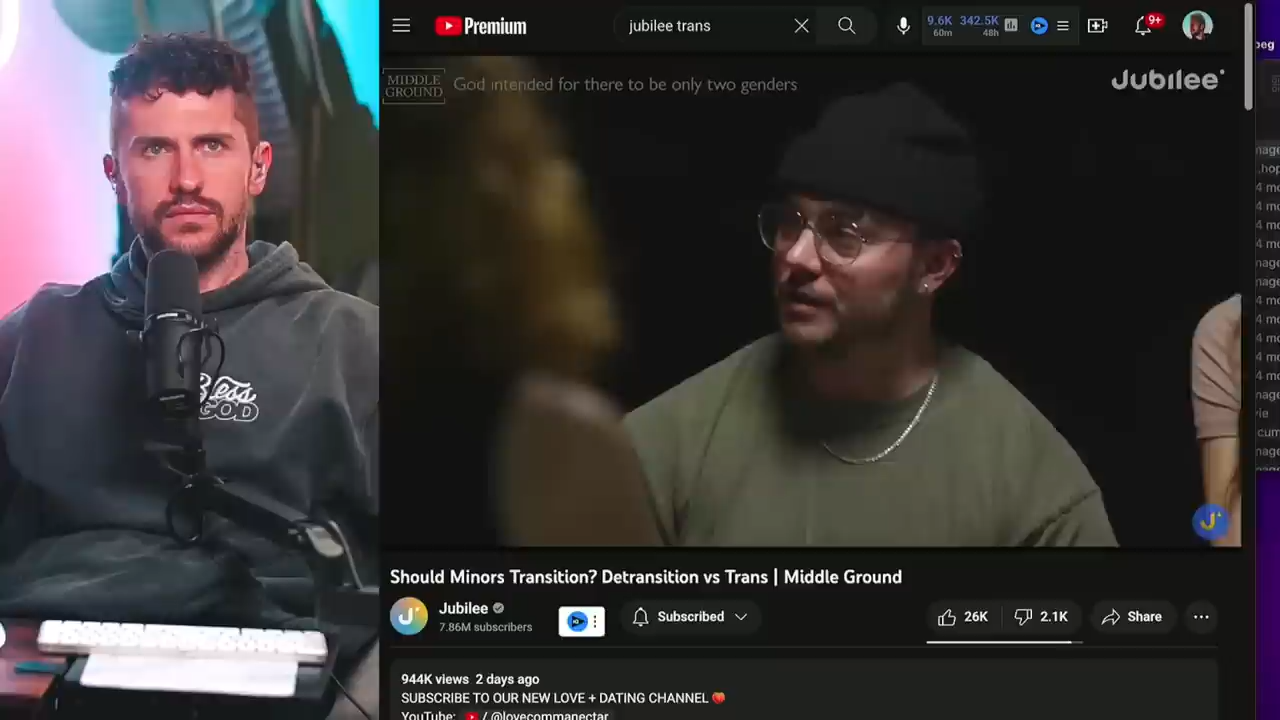 Premium
jubilee trans
9.6K 342.5K
60m 48h
9+
MIDDLE
GROUND
God intended for there to be only two genders
Jubilee
Bless
GOD
Should Minors Transition? Detransition vs Trans | Middle Ground
Jubilee
7.86M subscribers
Subscribed
26K
2.1K
Share
944K views 2 days ago
SUBSCRIBE TO OUR NEW LOVE + DATING CHANNEL 🍑
YouTube: / @lovecommanectar